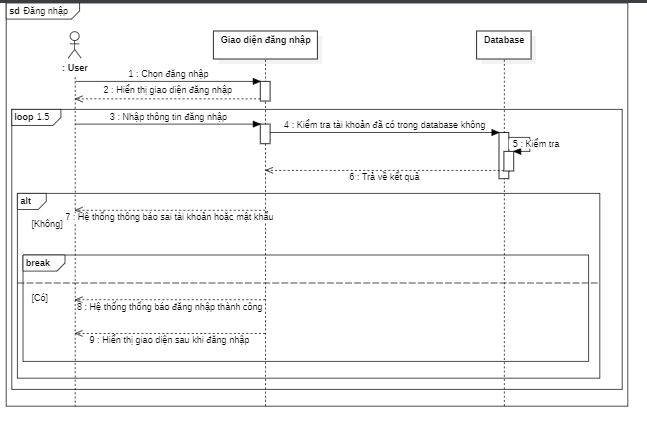 sd Đăng nhập
Giao diện đăng nhập
Database
: User
1 : Chọn đăng nhập
2 : Hiển thị giao diện đăng nhập
loop 1.5
3 : Nhập thông tin đăng nhập
4 : Kiểm tra tài khoản đã có trong database không
5 : Kiểm tra
6 : Trả về kết quả
alt
7 : Hệ thống thông báo sai tài khoản hoặc mật khẩu
[Không]
break
[Có]
8 : Hệ thống thống báo đăng nhập thành công
9 : Hiển thị giao diện sau khi đăng nhập